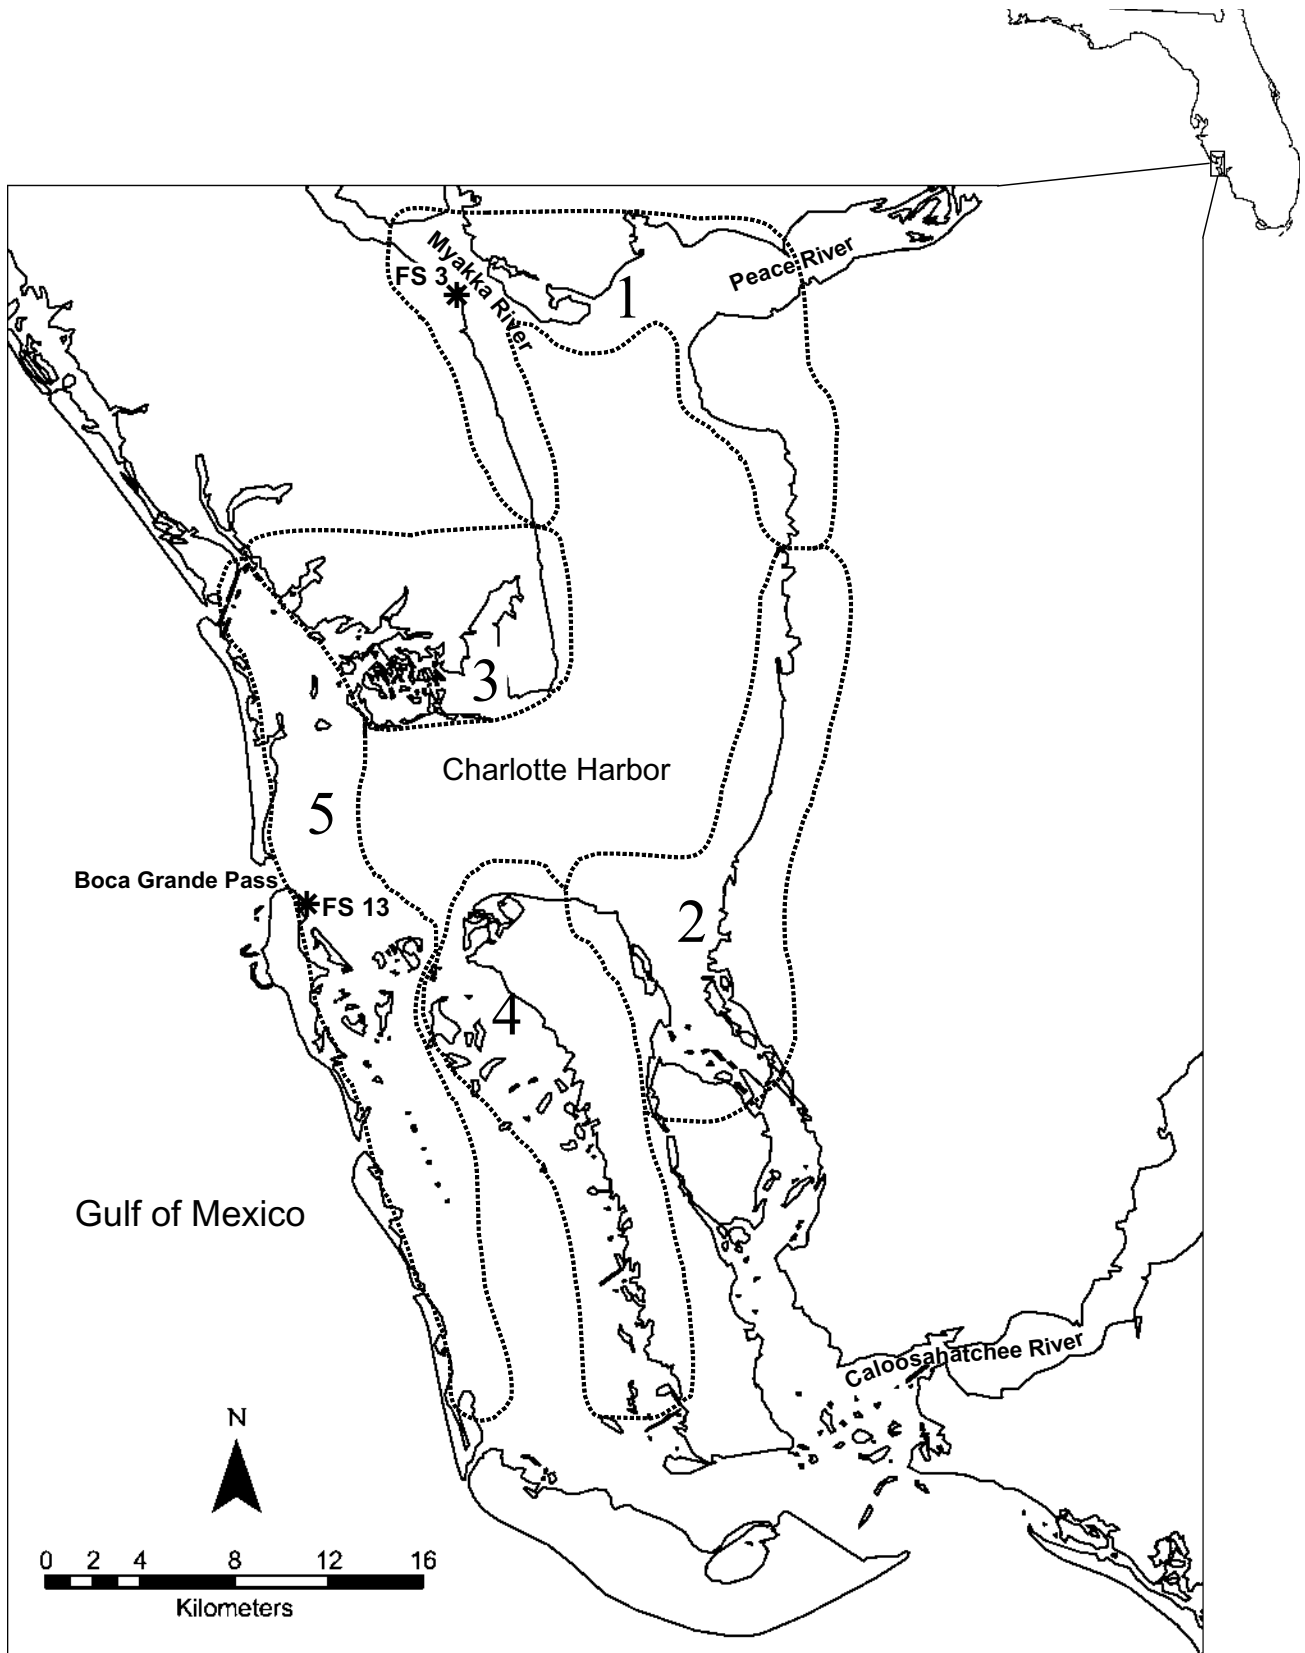 Myakka River
FS 3
1
Peace River
3
Charlotte Harbor
5
Boca Grande Pass
FS 13
2
4
Gulf of Mexico
Caloosahatchee River
N
0 2 4 8 12 16
Kilometers